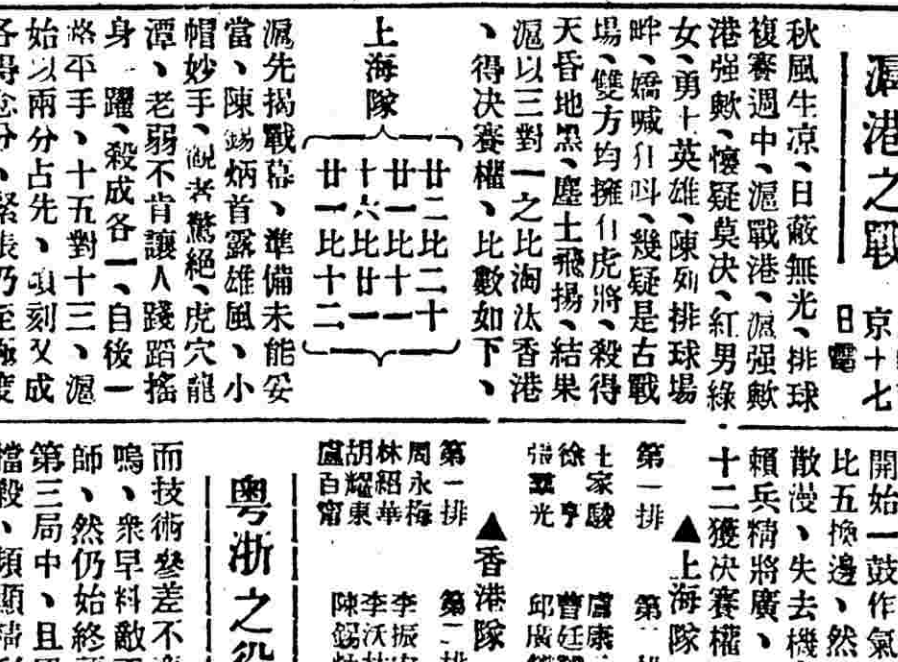 滬港之戰
京十七
日電
秋風生凉、日蔽無光、排球
複賽週中、滬戰港、滬强歟
港强歟、懷疑莫决、紅男綠
女、勇士英雄、陳列排球場
畔、嬌喊
幾疑是古戰
場、雙方均擁
虎將、殺得
天昏地黑、塵土飛揚、結果
滬以三對一之比淘汰香港
、得决賽權、比數如下、
上海隊
廿二比二十
廿一比十一
十六比廿一
廿一比十二
滬先揭戰幕、準備未能妥
當、陳錫炳首露雄風、小
帽妙手、觀者驚絕、虎穴龍
潭、老弱不肯讓人踐蹈搖
身一躍、殺成各一、自後一
路平手、十五對十三、滬
始以兩分占先、頃刻又成
開始一鼓作氣
比五換邊、然
散漫、失去機
賴兵精將廣、
十二獲决賽權
▲上海隊
第一排
王家駿
徐亨
張羣光
第二
曹廷
邱廣
▲香港隊
第一排
周永梅
林紹華
胡耀東
盧白甯
第二排
李振
李沃
陳錫炳
粤浙之役
而技術參差不
嗚、衆早料敵
師、然仍始終
第三局中、且